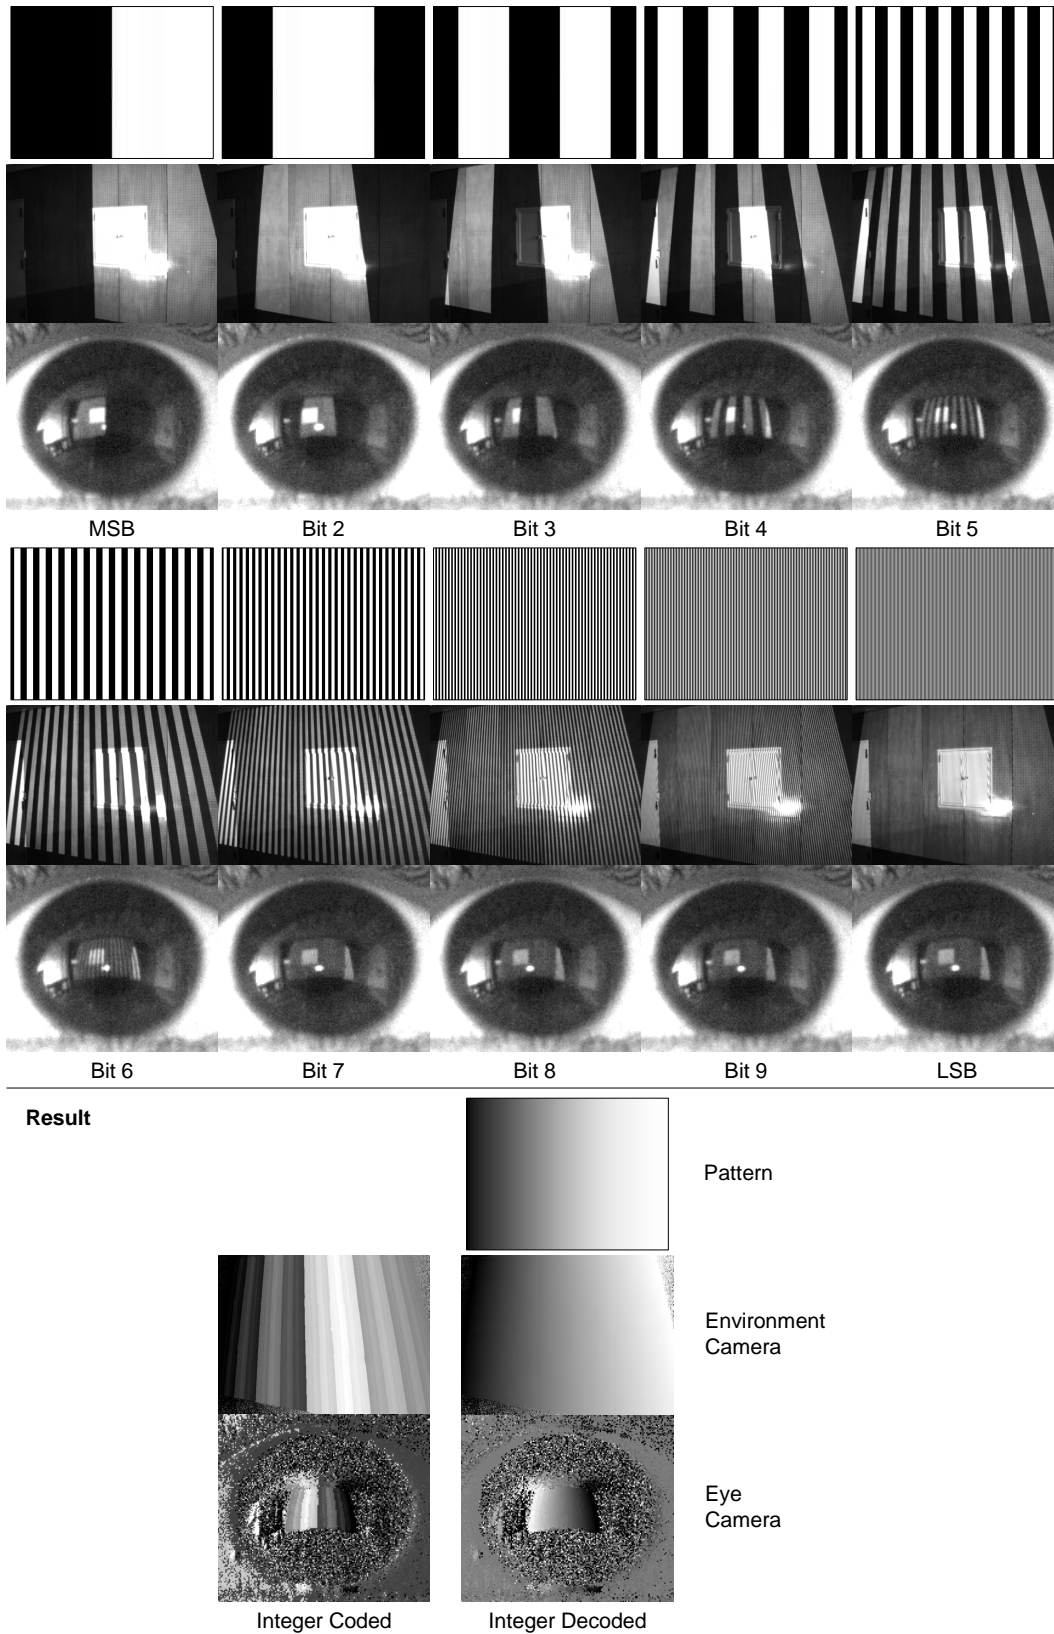 MSB
Bit 2
Bit 3
Bit 4
Bit 5
Bit 6
Bit 7
Bit 8
Bit 9
LSB
Result
Pattern
Environment
Camera
Eye
Camera
Integer Coded
Integer Decoded